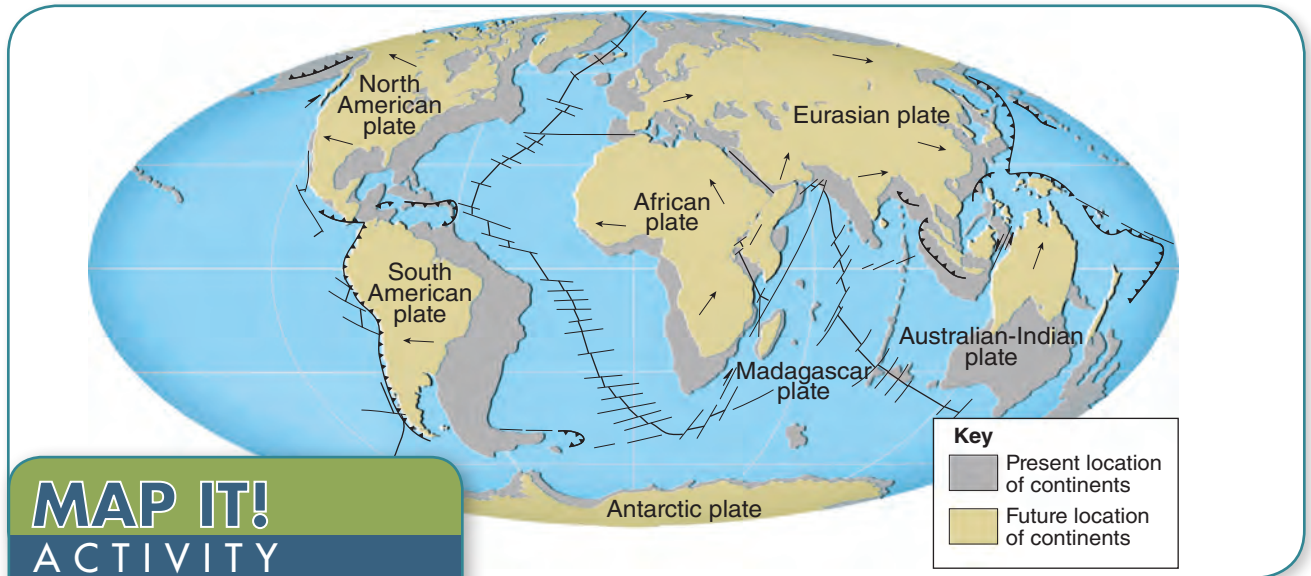 North
American
plate
Eurasian plate
African
plate
South
American
plate
Australian-Indian
plate
Madagascar
plate
Antarctic plate
Key
Present location
of continents
Future location
of continents
MAP IT!
ACTIVITY